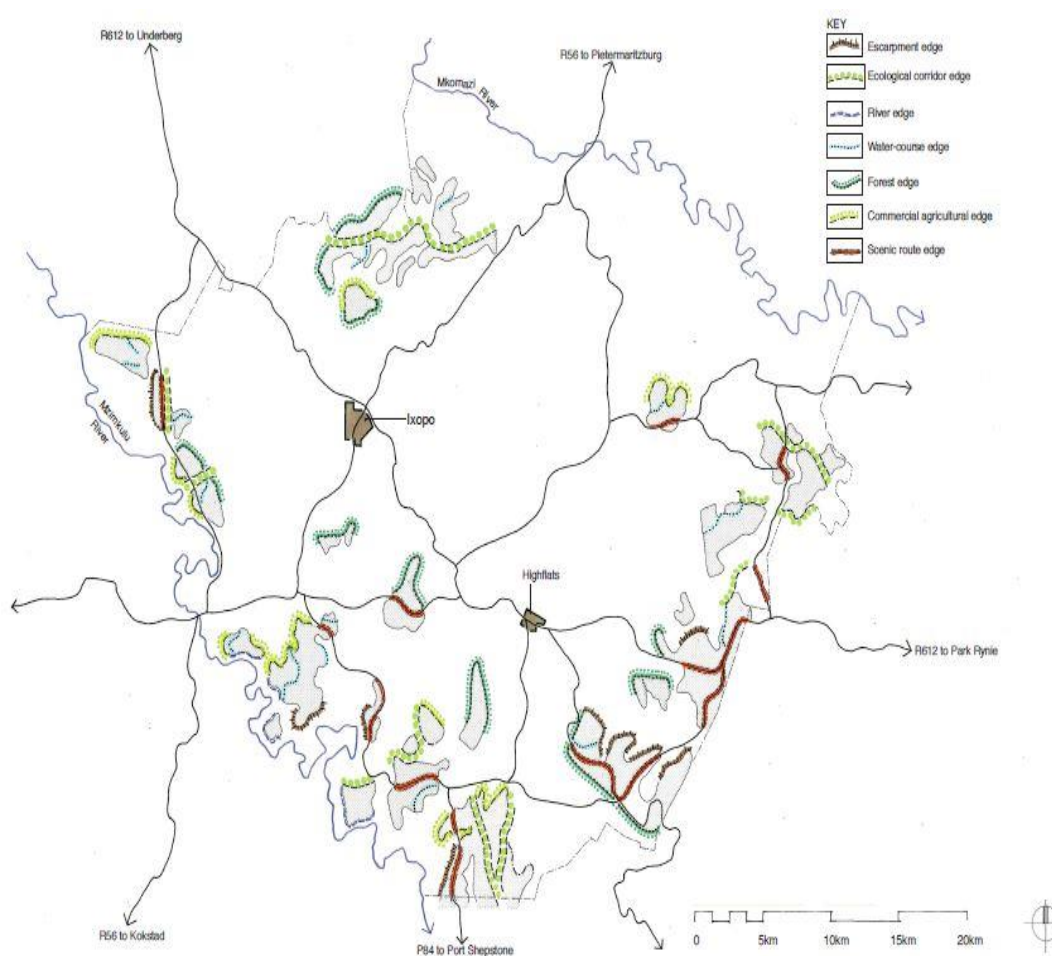 R612 to Underberg
R56 to Pietermaritzburg
Mkomazi River
KEY
Escarpment edge
Ecological corridor edge
River edge
Water-course edge
Forest edge
Commercial agricultural edge
Scenic route edge
Mzimkulu
River
Ixopo
Highflats
R612 to Park Rynie
R56 to Kokstad
P84 to Port Shepstone
0 5km 10km 15km 20km